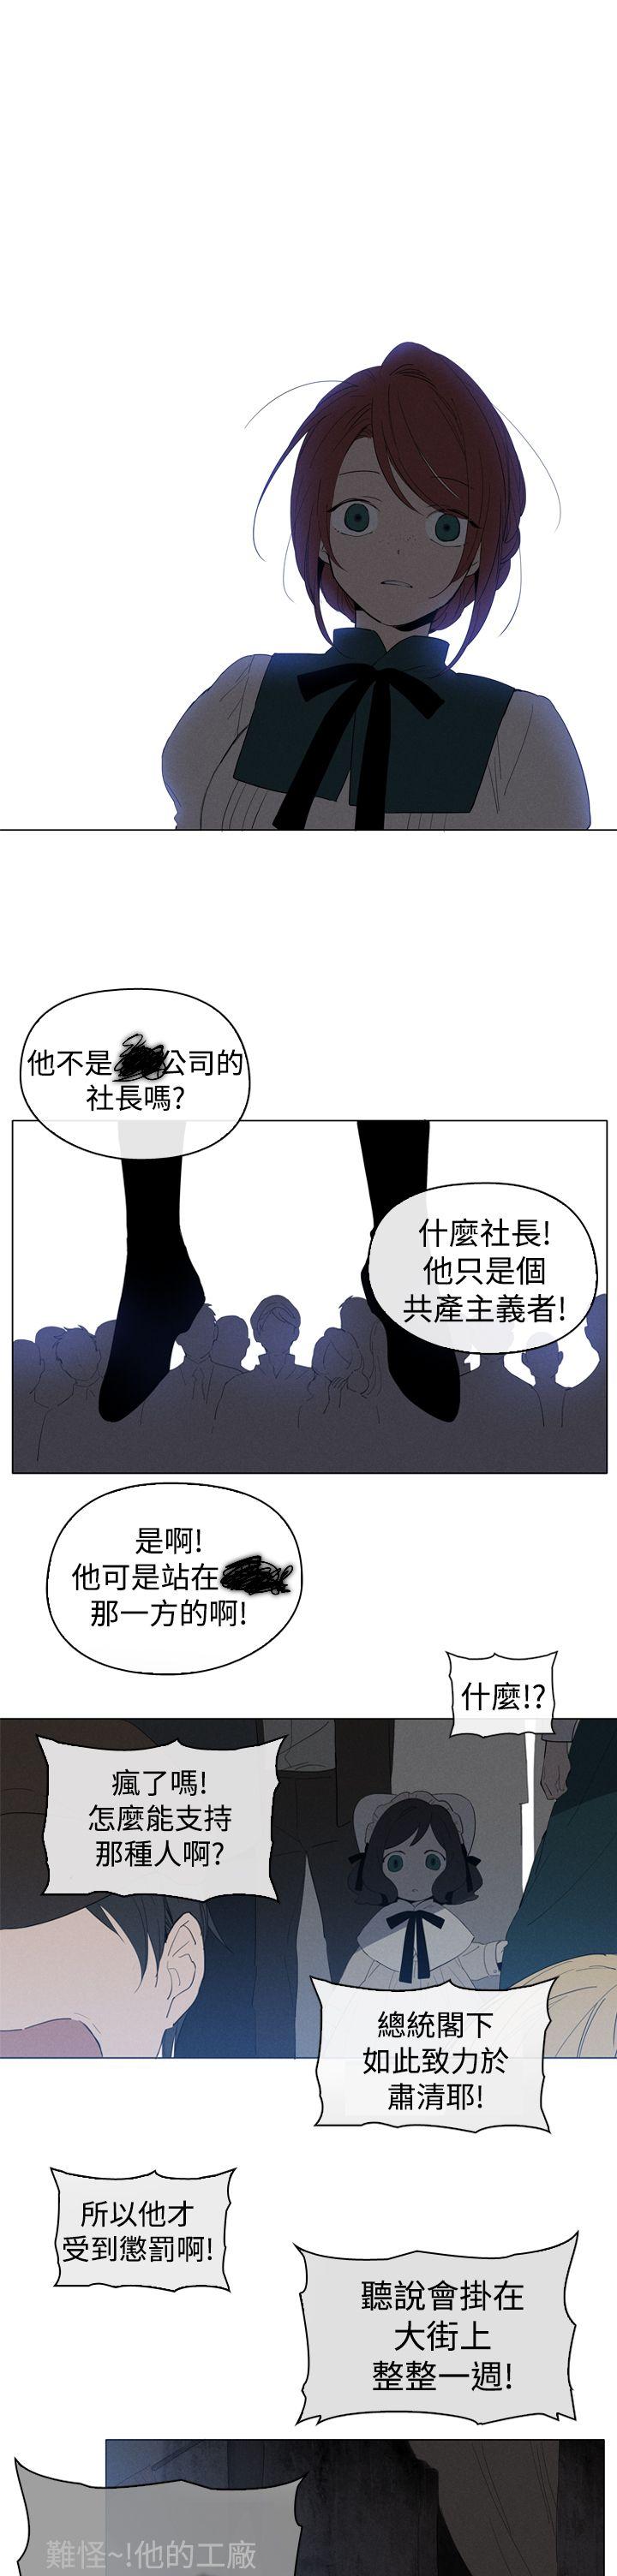 他不是公司的
社長嗎?
什麼社長!
他只是個
共產主義者!
是啊!
他可是站在
那一方的啊!
什麼!?
瘋了嗎!
怎麼能支持
那種人啊?
總統閣下
如此致力於
肅清耶!
所以他才
受到懲罰啊!
聽說會掛在
大街上
整整一週!
難怪~!他的工廠